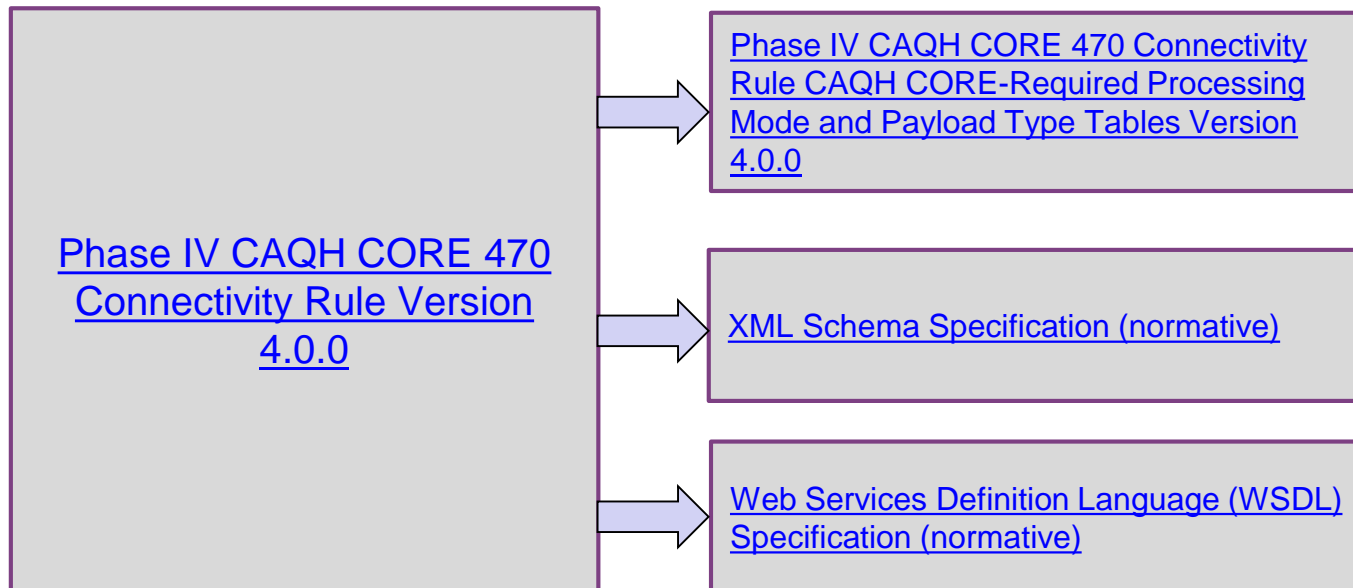 Phase IV CAQH CORE 470
Connectivity Rule Version
4.0.0
Phase IV CAQH CORE 470 Connectivity
Rule CAQH CORE-Required Processing
Mode and Payload Type Tables Version
4.0.0
XML Schema Specification (normative)
Web Services Definition Language (WSDL)
Specification (normative)